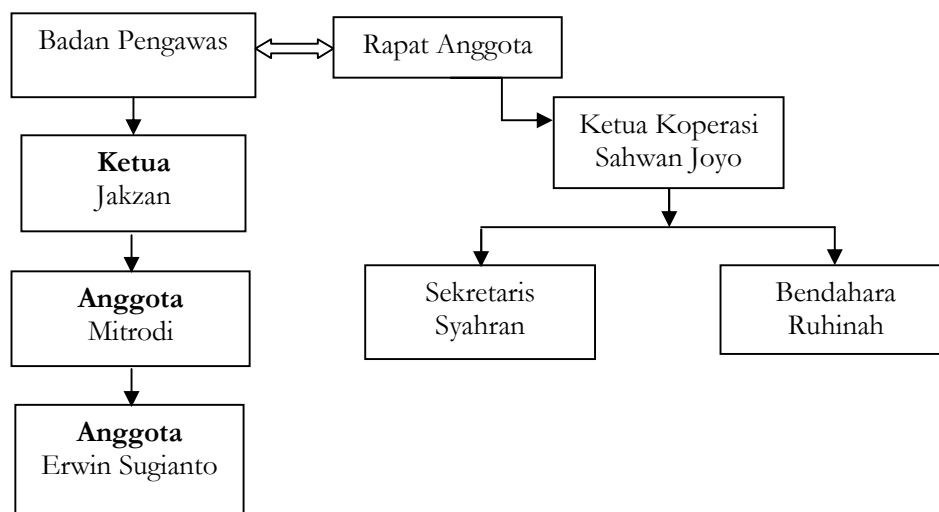 Badan Pengawas
Rapat Anggota
Ketua Koperasi
Sahwan Joyo
Ketua
Jakzan
Anggota
Mitrodi
Sekretaris
Syahran
Bendahara
Ruhinah
Anggota
Erwin Sugianto